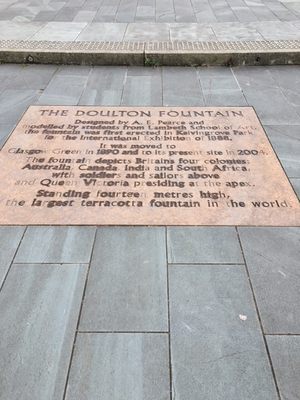 THE DOULTON FOUNTAIN
Designed by A. E. Pearce and
modelled by students from Lambeth School of Art,
the fountain was first erected in Kelvingrove Park
for the International Exhibition of 1888.
It was moved to
Glasgow Green in 1890 and to its present site in 2004.
The fountain depicts Britains four colonies:
Australia, Canada, India and South Africa,
with soldiers and sailors above
and Queen Victoria presiding at the apex.
Standing fourteen metres high,
the largest terracotta fountain in the world.